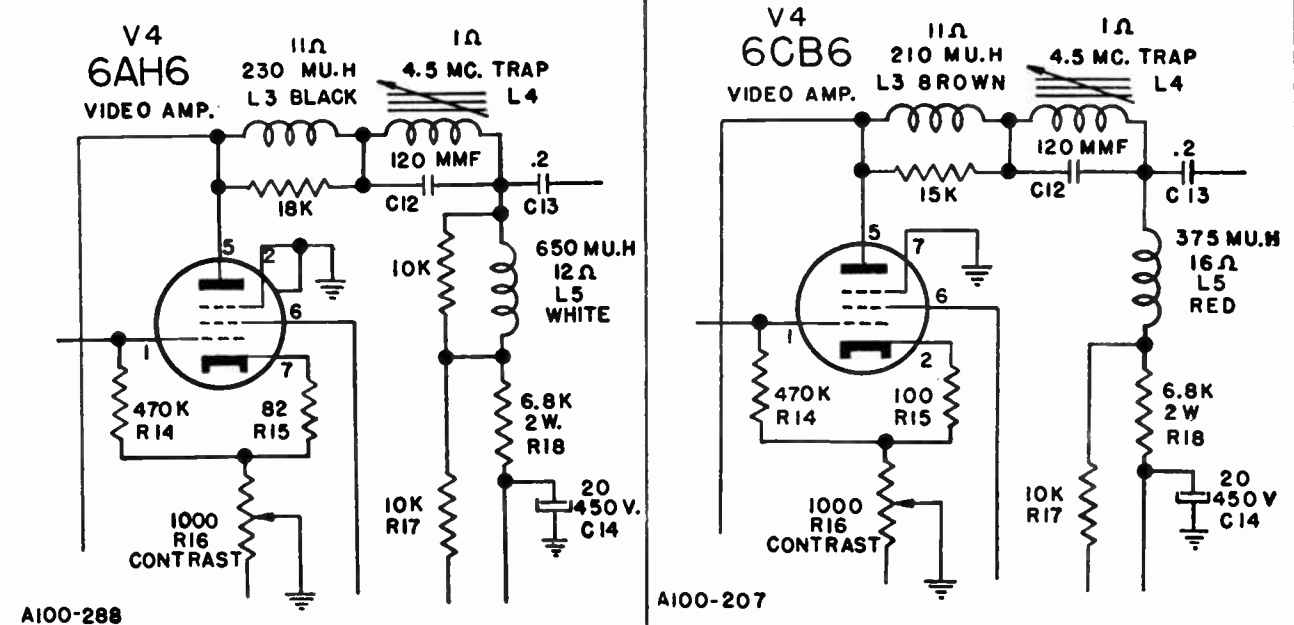 V4
6AH6
VIDEO AMP.
11Ω
230 MU.H
L3 BLACK
1Ω
4.5 MC. TRAP
L4
18K
120 MMF
C12
.2
C13
5
2
6
1
7
10K
650 MU.H
12Ω
L5
WHITE
470K
R14
82
R15
6.8K
2W.
R18
1000
R16
CONTRAST
10K
R17
20
450 V.
C14
A100-288
V4
6CB6
VIDEO AMP.
11Ω
210 MU.H
L3 BROWN
1Ω
4.5 MC. TRAP
L4
15K
120 MMF
C12
.2
C13
5
7
6
1
2
375 MU.H
16Ω
L5
RED
470K
R14
100
R15
6.8K
2W
R18
1000
R16
CONTRAST
10K
R17
20
450 V
C14
A100-207